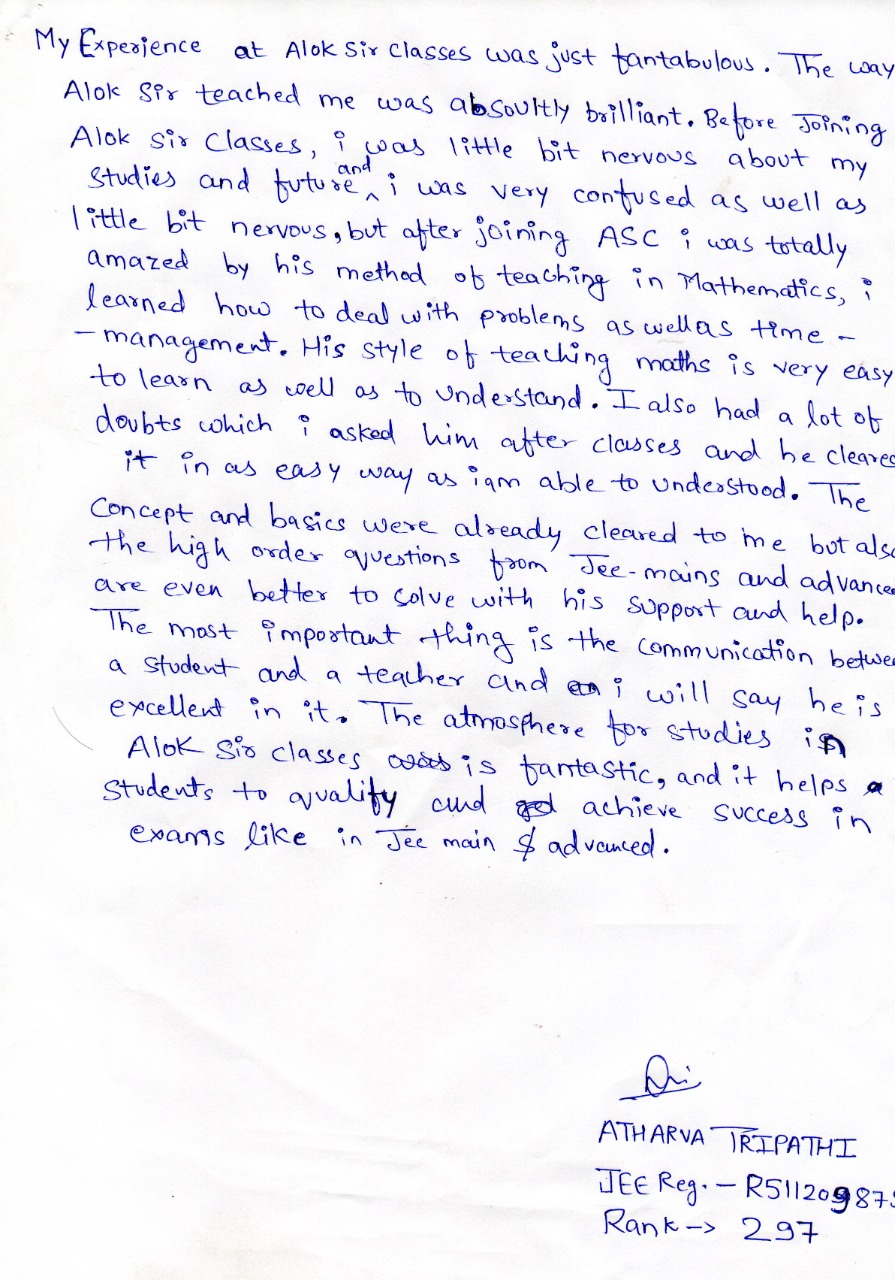 My Experience at Alok Sir Classes was just fantabulous. The way
Alok Sir teached me was absoultly brilliant. Before Joining
Alok Sir Classes, i was little bit nervous about my
studies and future and i was very confused as well as
little bit nervous, but after joining ASC i was totally
amazed by his method of teaching in Mathematics, i
learned how to deal with problems as well as time -
- management. His style of teaching maths is very easy
to learn as well as to understand. I also had a lot of
doubts which i asked him after classes and he cleare
it in as easy way as iam able to understood. The
Concept and basics were already cleared to me but als
the high order questions from Jee-mains and advance
are even better to solve with his support and help.
The most important thing is the communication betwe
a student and a teacher and i will say he is
excellent in it. The atmosphere for studies in
Alok Sir classes is fantastic, and it helps a
students to qualify and achieve success in
exams like in Jee main & advanced.
ATHARVA TRIPATHI
JEE Reg. - R511209873
Rank -> 297